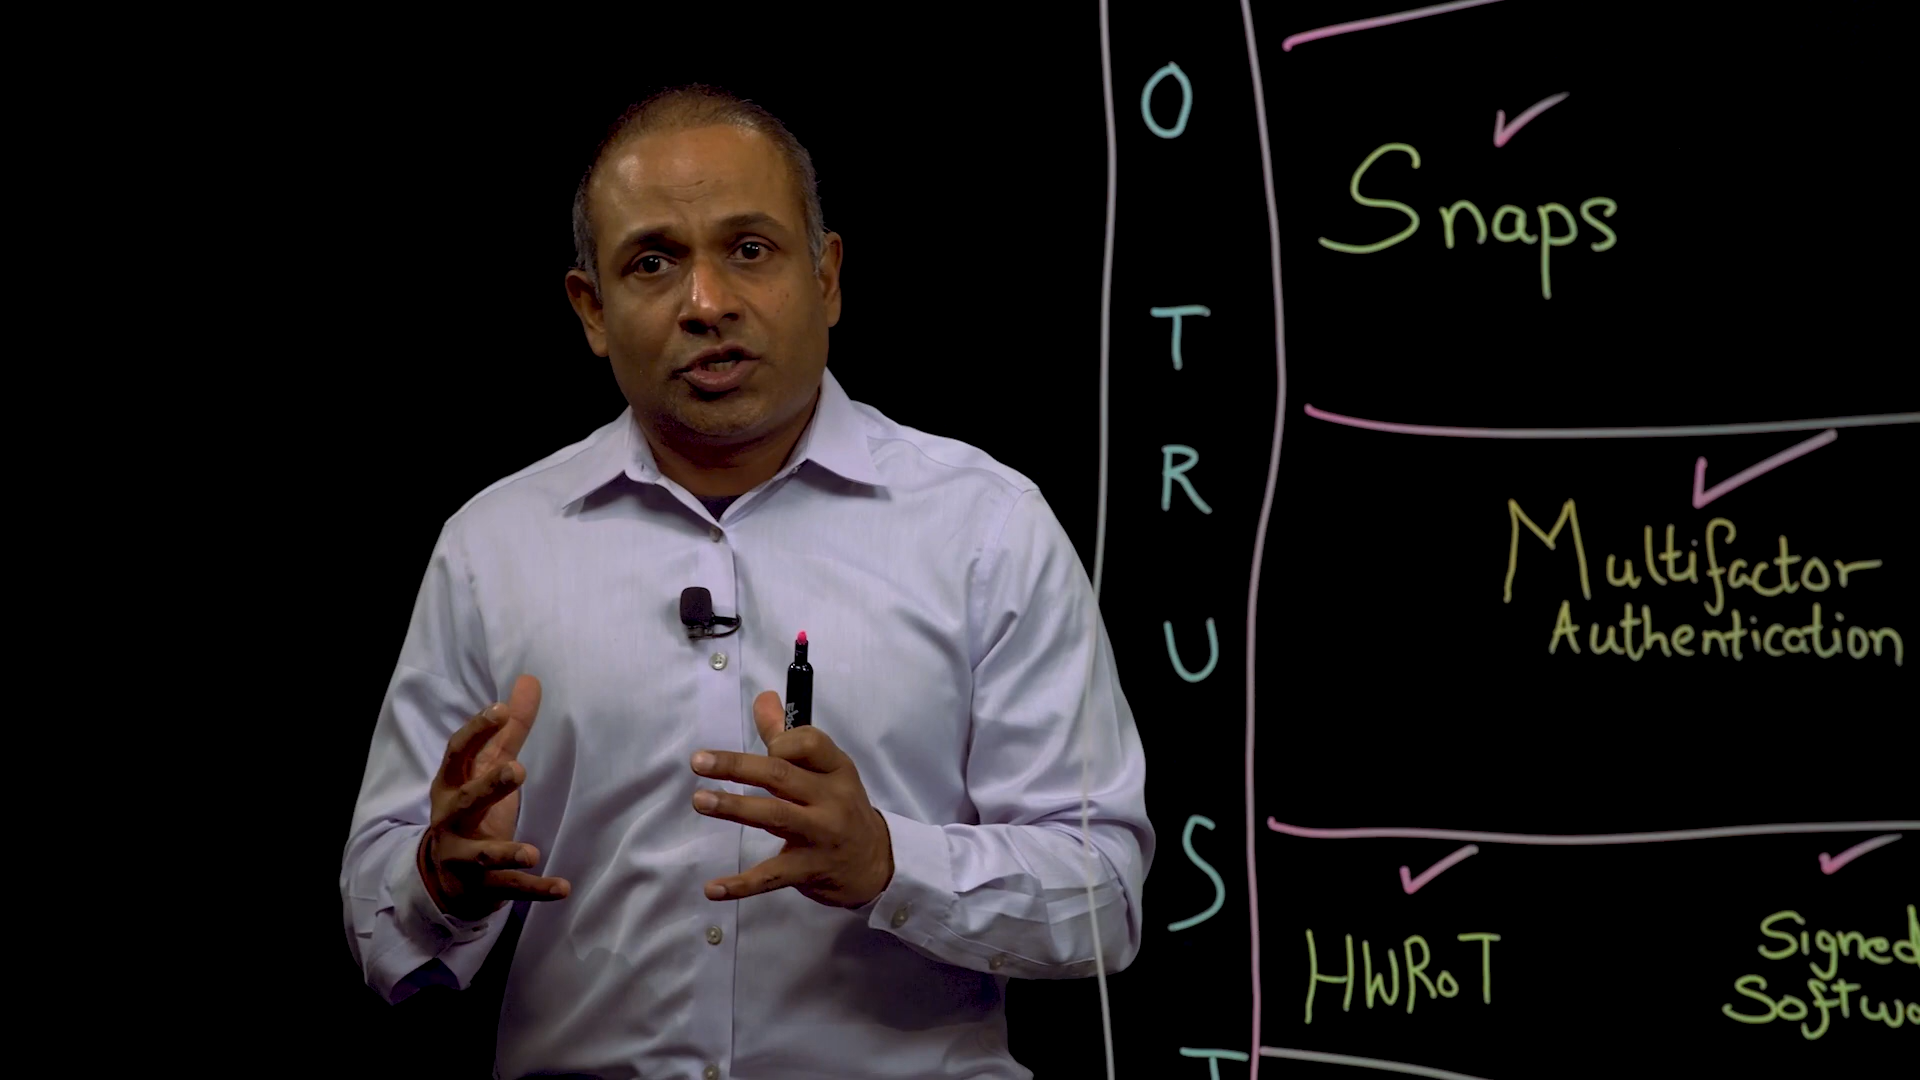 O
T
R
U
S
T
Snaps
Multifactor
Authentication
HWRoT
Signed